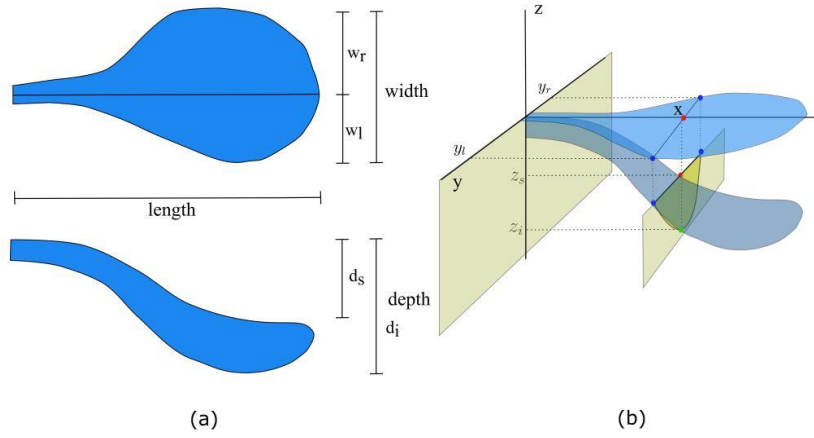 w_r
width
w_l
length
d_s
depth
d_i
(a)
z
y_r
x
y_l
y
z_s
z_i
(b)